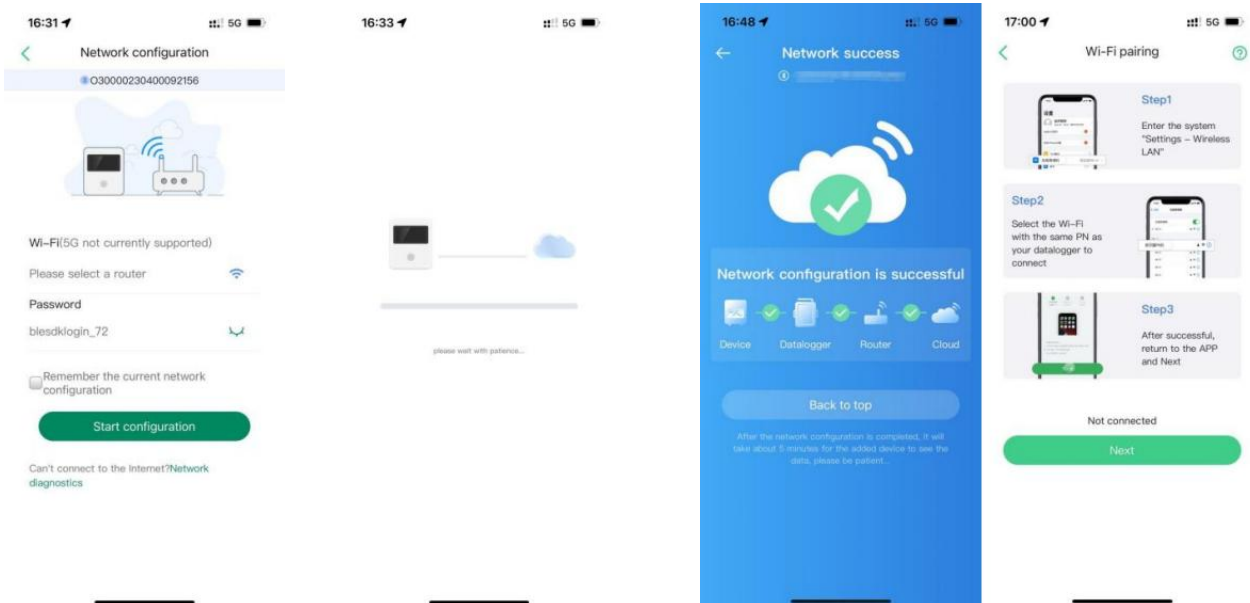 16:31
5G
Network configuration
O30000230400092156
Wi-Fi(5G not currently supported)
Please select a router
Password
blesdklogin_72
Remember the current network
configuration
Start configuration
Can't connect to the Internet?Network
diagnostics
16:33
5G
please wait with patience...
16:48
5G
Network success
Network configuration is successful
Device
Datalogger
Router
Cloud
Back to top
After the network configuration is completed, it will
take about 5 minutes for the added device to see the
data, please be patient...
17:00
5G
Wi-Fi pairing
Step1
Enter the system
"Settings – Wireless
LAN"
Step2
Select the Wi-Fi
with the same PN as
your datalogger to
connect
Step3
After successful,
return to the APP
and Next
Not connected
Next